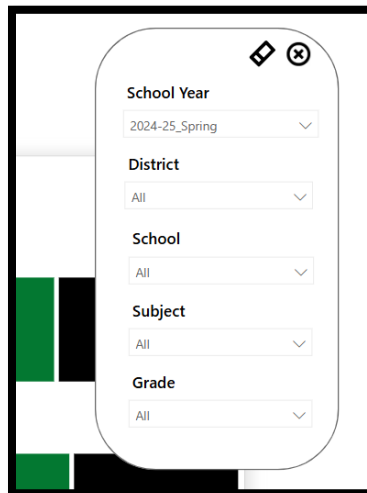 School Year
2024-25_Spring
District
All
School
All
Subject
All
Grade
All